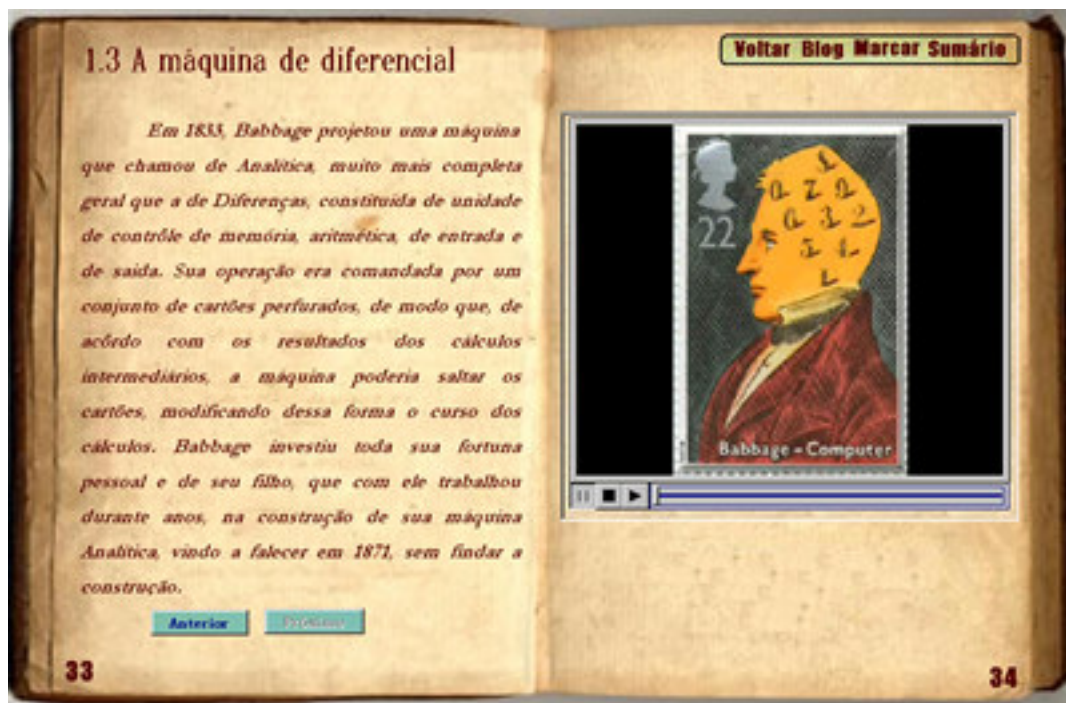 1.3 A máquina de diferencial
Em 1833, Babbage projetou uma máquina
que chamou de Analítica, muito mais completa
geral que a de Diferenças, constituída de unidade
de contrôle de memória, aritmética, de entrada e
de saída. Sua operação era comandada por um
conjunto de cartões perfurados, de modo que, de
acôrdo com os resultados dos cálculos
intermediários, a máquina poderia saltar os
cartões, modificando dessa forma o curso dos
cálculos. Babbage investiu toda sua fortuna
pessoal e de seu filho, que com ele trabalhou
durante anos, na construção de sua máquina
Analítica, vindo a falecer em 1871, sem findar a
construção.
Anterior Próximo
33
Voltar Blog Marcar Sumário
22
Babbage - Computer
34